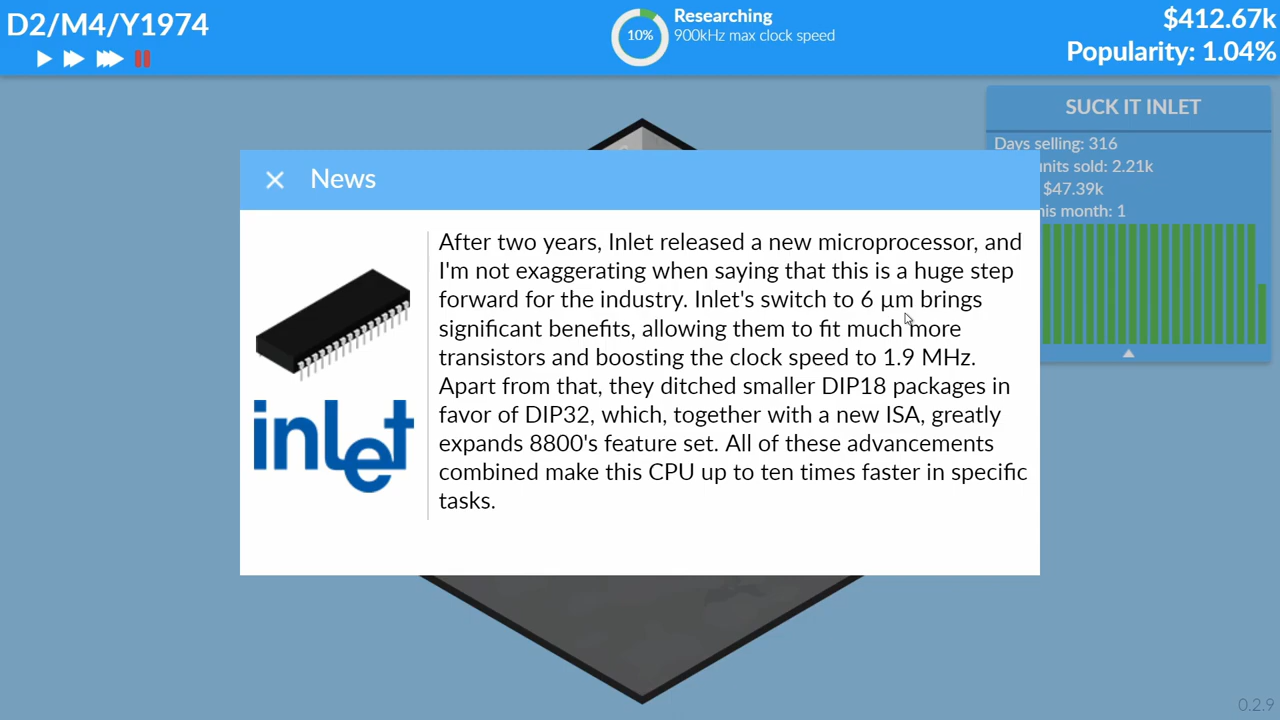 D2/M4/Y1974
10%
Researching
900kHz max clock speed
$412.67k
Popularity: 1.04%
SUCK IT INLET
Days selling: 316
units sold: 2.21k
$47.39k
this month: 1
News
After two years, Inlet released a new microprocessor, and
I'm not exaggerating when saying that this is a huge step
forward for the industry. Inlet's switch to 6 µm brings
significant benefits, allowing them to fit much more
transistors and boosting the clock speed to 1.9 MHz.
Apart from that, they ditched smaller DIP18 packages in
favor of DIP32, which, together with a new ISA, greatly
expands 8800's feature set. All of these advancements
combined make this CPU up to ten times faster in specific
tasks.
inlet
0.2.9